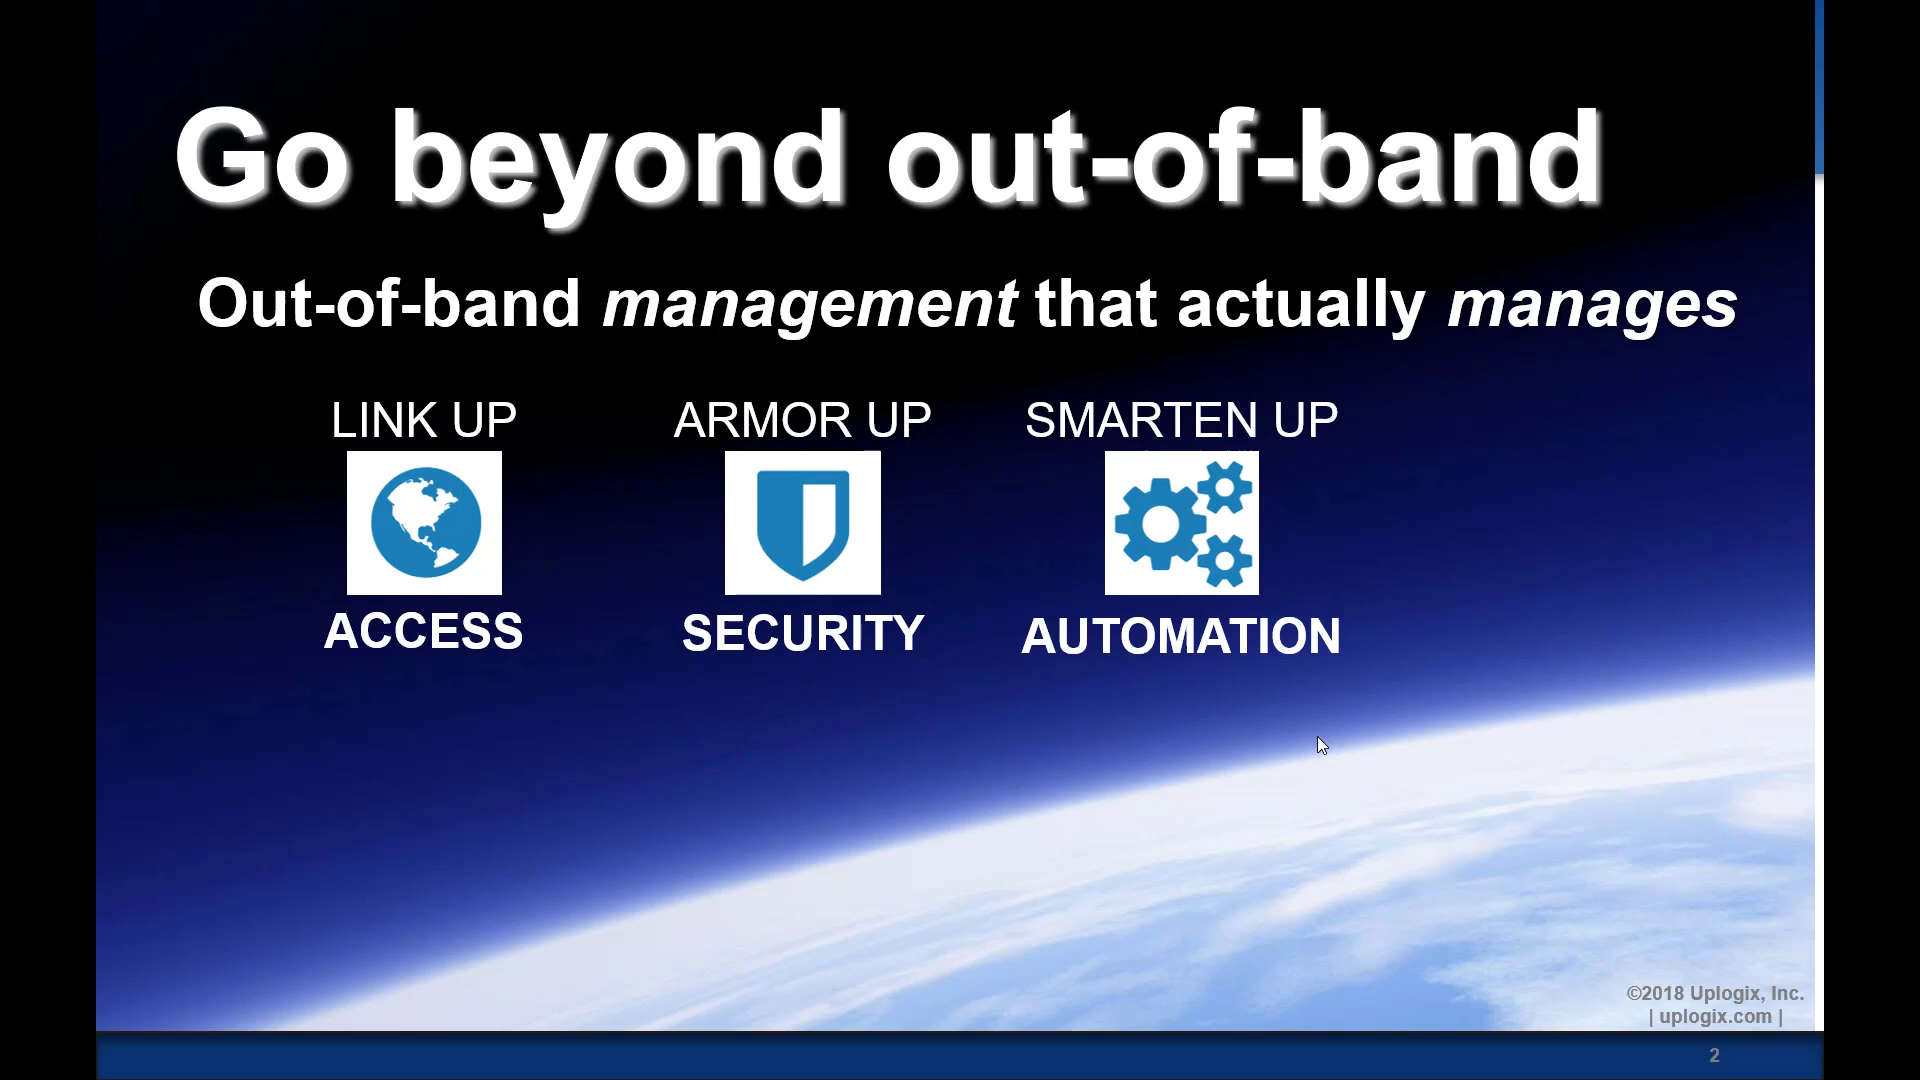 Go beyond out-of-band
Out-of-band management that actually manages
LINK UP
ARMOR UP
SMARTEN UP
ACCESS
SECURITY
AUTOMATION
©2018 Uplogix, Inc.
| uplogix.com |
2